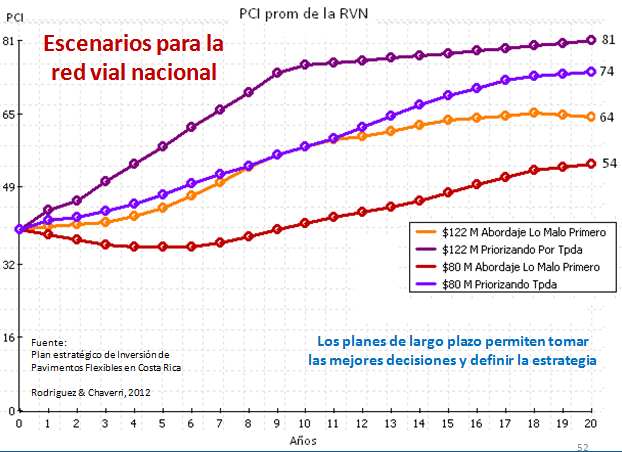 PCI
PCI prom de la RVN
Escenarios para la
red vial nacional
81
65
49
32
16
0
81
74
64
54
$122 M Abordaje Lo Malo Primero
$122 M Priorizando Por Tpda
$80 M Abordaje Lo Malo Primero
$80 M Priorizando Tpda
Fuente:
Plan estratégico de Inversión de
Pavimentos Flexibles en Costa Rica
Rodriguez & Chaverri, 2012
Los planes de largo plazo permiten tomar
las mejores decisiones y definir la estrategia
0 1 2 3 4 5 6 7 8 9 10 11 12 13 14 15 16 17 18 19 20
Años
52